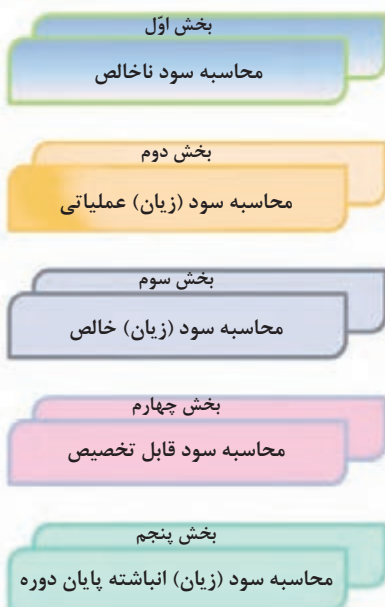 بخش اوّل
محاسبه سود ناخالص
بخش دوم
محاسبه سود (زیان) عملیاتی
بخش سوم
محاسبه سود (زیان) خالص
بخش چهارم
محاسبه سود قابل تخصیص
بخش پنجم
محاسبه سود (زیان) انباشته پایان دوره